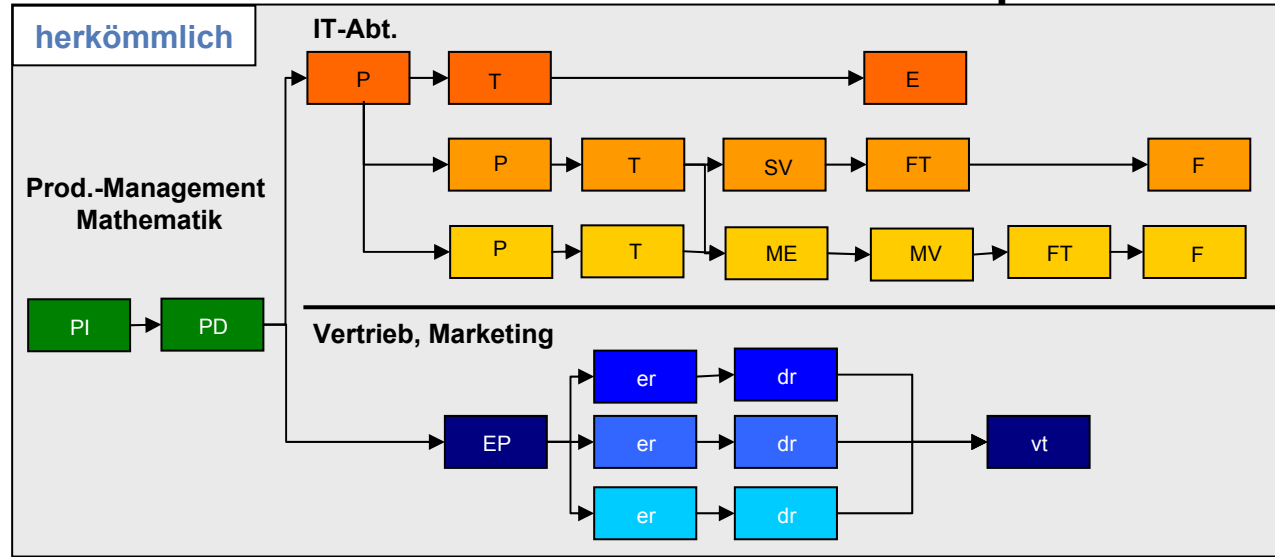 herkömmlich
IT-Abt.
P
T
E
P
T
SV
FT
F
Prod.-Management
Mathematik
P
T
ME
MV
FT
F
PI
PD
Vertrieb, Marketing
er
dr
EP
er
dr
vt
er
dr